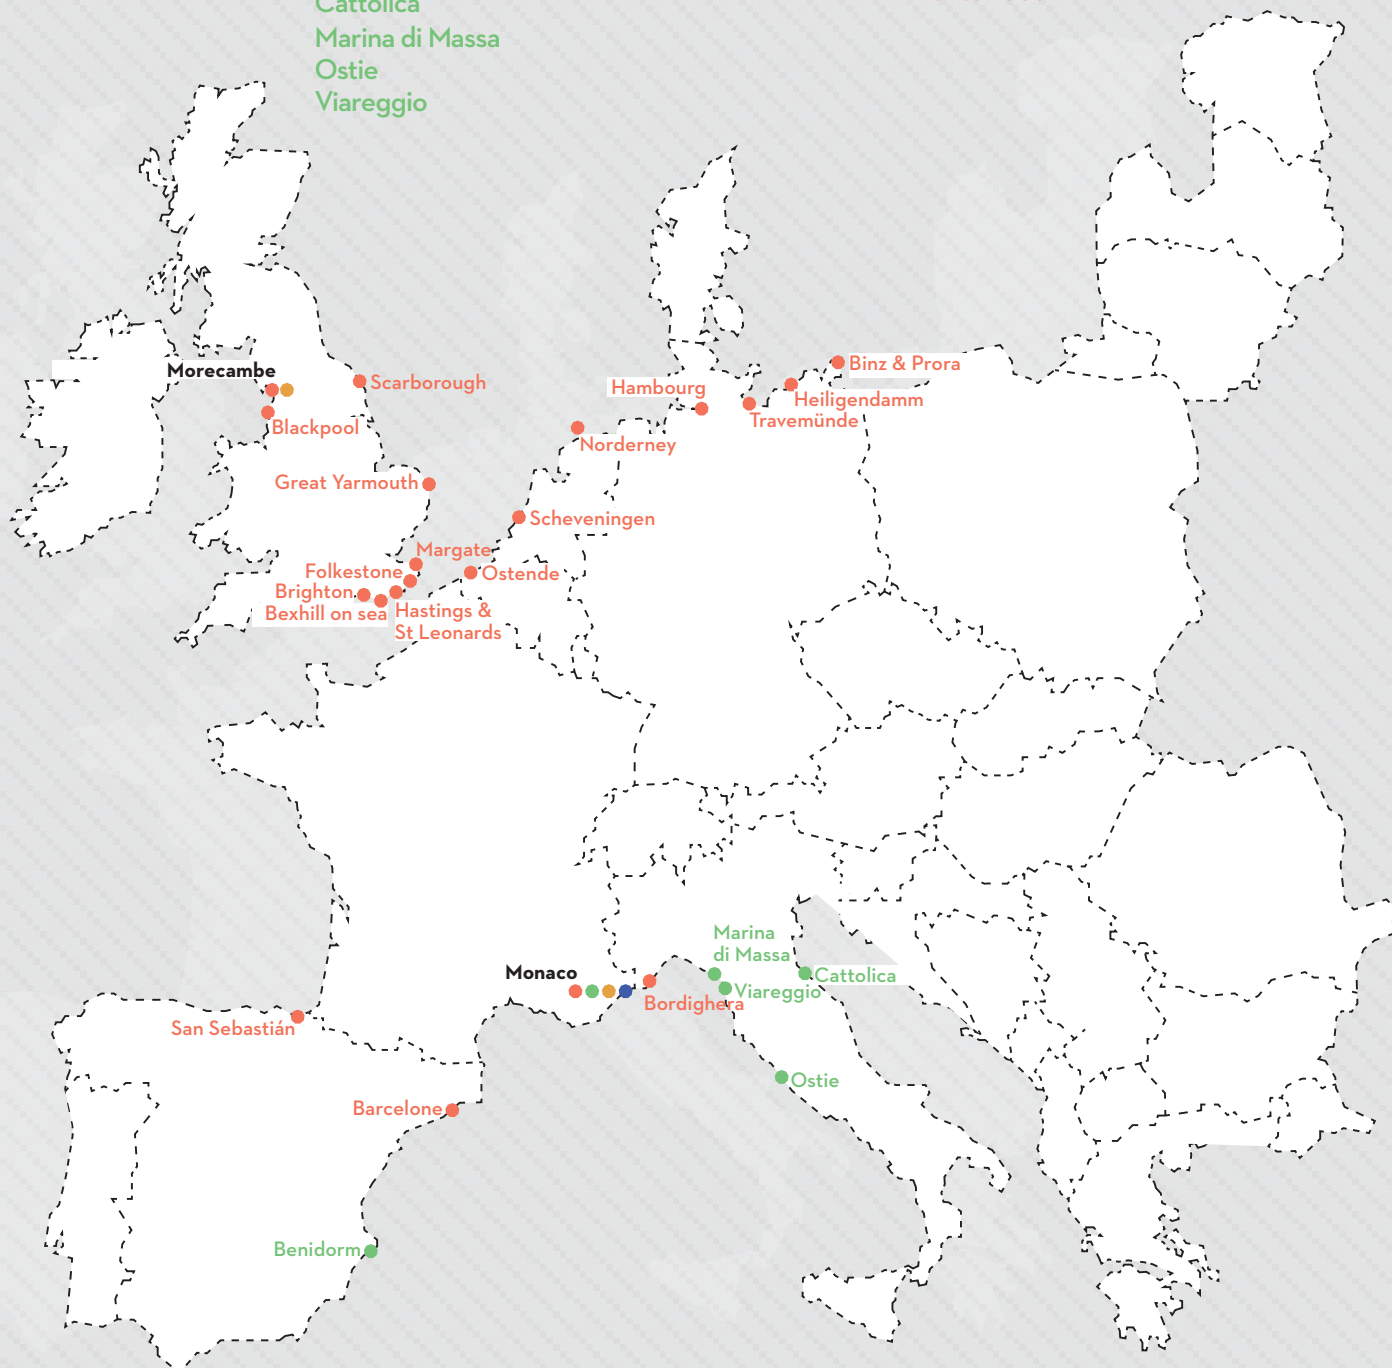 Cattolica
Marina di Massa
Ostie
Viareggio
Binz & Prora
Morecambe
Scarborough
Hambourg
Heiligendamm
Travemünde
Blackpool
Norderney
Great Yarmouth
Scheveningen
Margate
Folkestone
Ostende
Brighton
Bexhill on sea
Hastings &
St Leonards
Marina
di Massa
Monaco
Cattolica
Viareggio
Bordighera
San Sebastián
Ostie
Barcelone
Benidorm